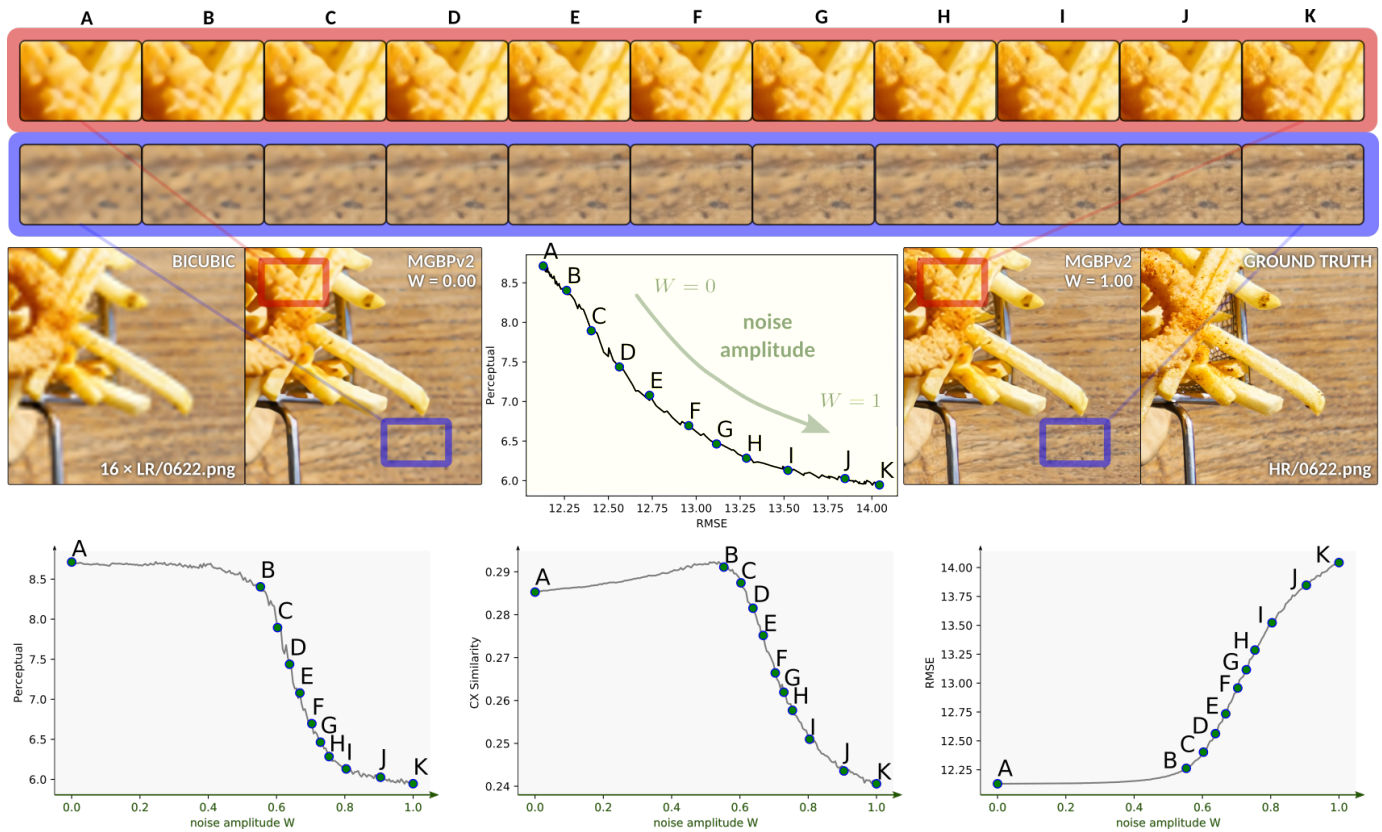 A B C D E F G H I J K
BICUBIC
16 × LR/0622.png
MGBPv2
W = 0.00
A
B
C
D
E
F
G
H
I
J
K
W = 0
noise
amplitude
W = 1
Perceptual
8.5
8.0
7.5
7.0
6.5
6.0
12.25 12.50 12.75 13.00 13.25 13.50 13.75 14.00
RMSE
MGBPv2
W = 1.00
GROUND TRUTH
HR/0622.png
A
B
C
D
E
F
G
H
I
J
K
Perceptual
8.5
8.0
7.5
7.0
6.5
6.0
0.0 0.2 0.4 0.6 0.8 1.0
noise amplitude W
A
B
C
D
E
F
G
H
I
J
K
CX Similarity
0.29
0.28
0.27
0.26
0.25
0.24
0.0 0.2 0.4 0.6 0.8 1.0
noise amplitude W
K
J
I
H
G
F
E
D
C
B
A
RMSE
14.00
13.75
13.50
13.25
13.00
12.75
12.50
12.25
0.0 0.2 0.4 0.6 0.8 1.0
noise amplitude W